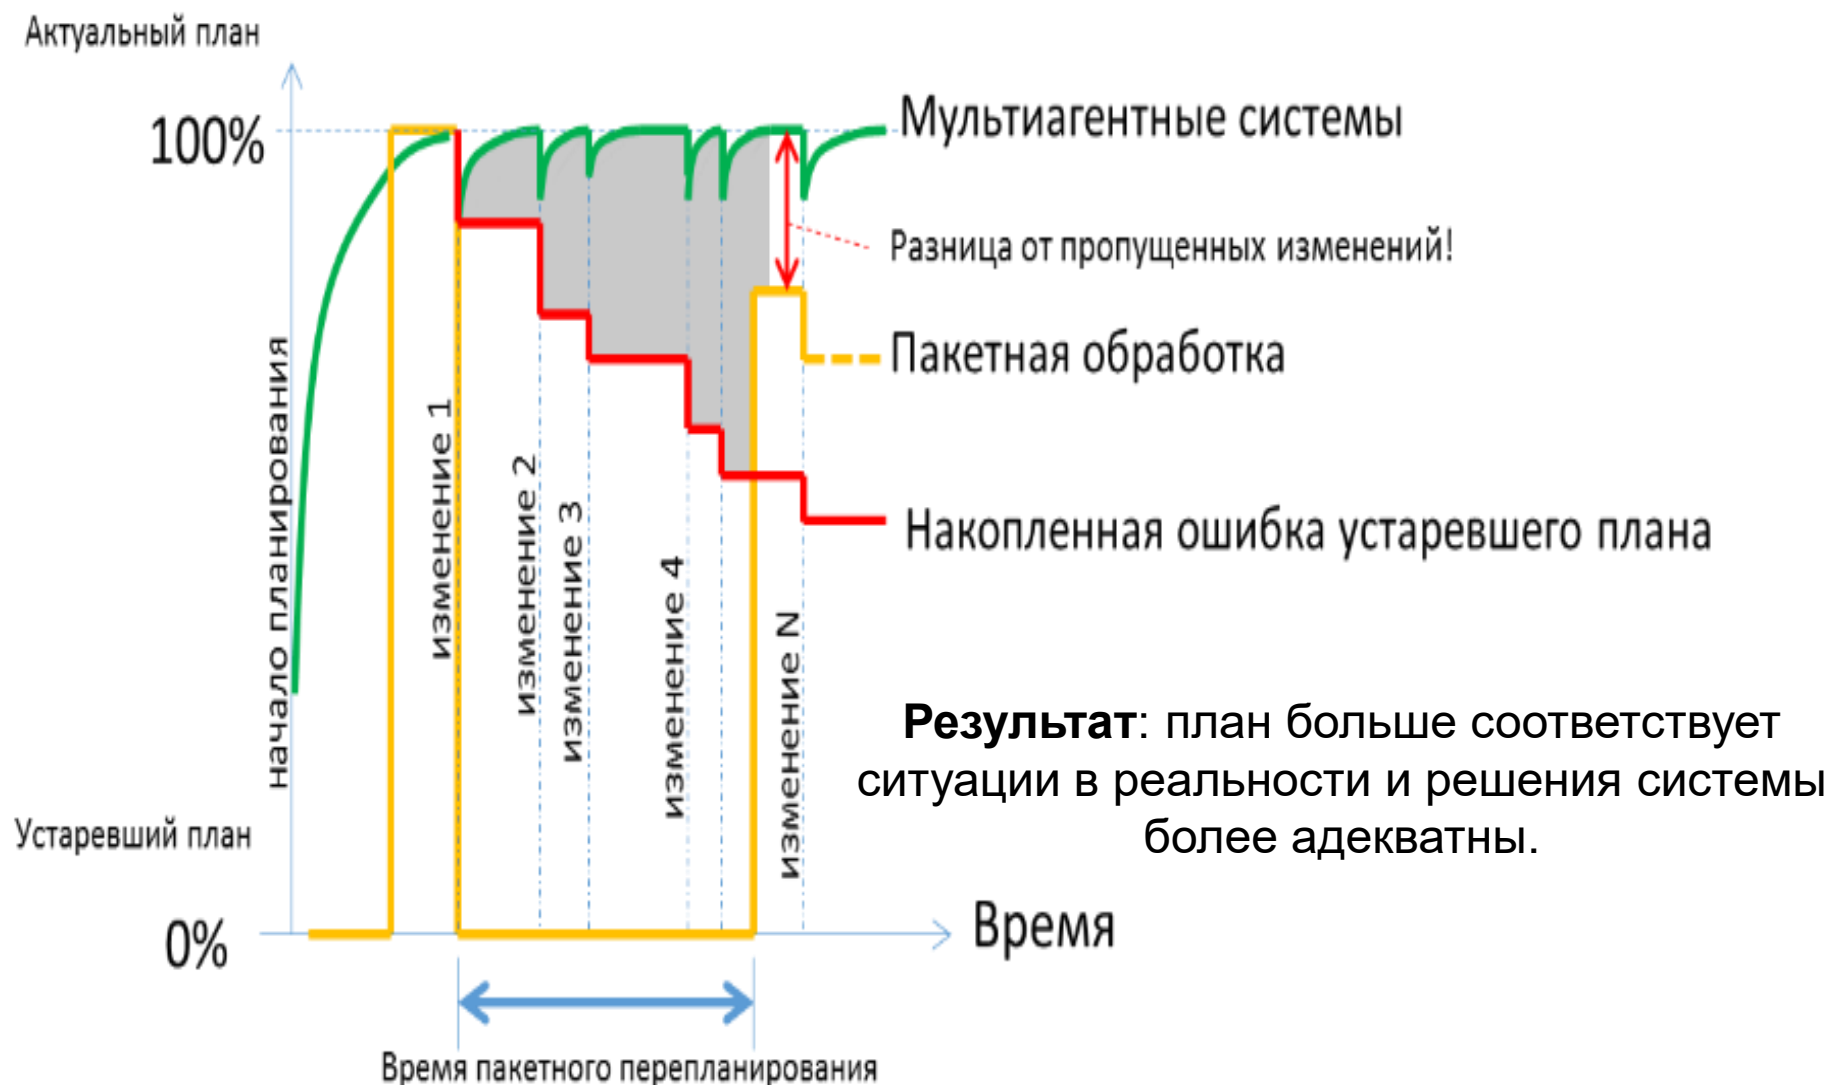 Актуальный план
100%
Мультиагентные системы
Разница от пропущенных изменений!
Пакетная обработка
Накопленная ошибка устаревшего плана
начало планирования
изменение 1
изменение 2
изменение 3
изменение 4
изменение N
Результат: план больше соответствует
ситуации в реальности и решения системы
более адекватны.
Устаревший план
0%
Время
Время пакетного перепланирования